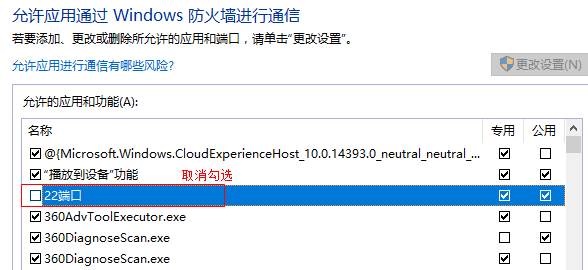 允许应用通过 Windows 防火墙进行通信
若要添加、更改或删除所允许的应用和端口，请单击"更改设置"。
允许应用进行通信有哪些风险?
更改设置(N)
允许的应用和功能(A):
名称 专用 公用
@{Microsoft.Windows.CloudExperienceHost_10.0.14393.0_neutral_neutral_...
"播放到设备"功能 取消勾选
22端口
360AdvToolExecutor.exe
360DiagnoseScan.exe
360DiagnoseScan.exe